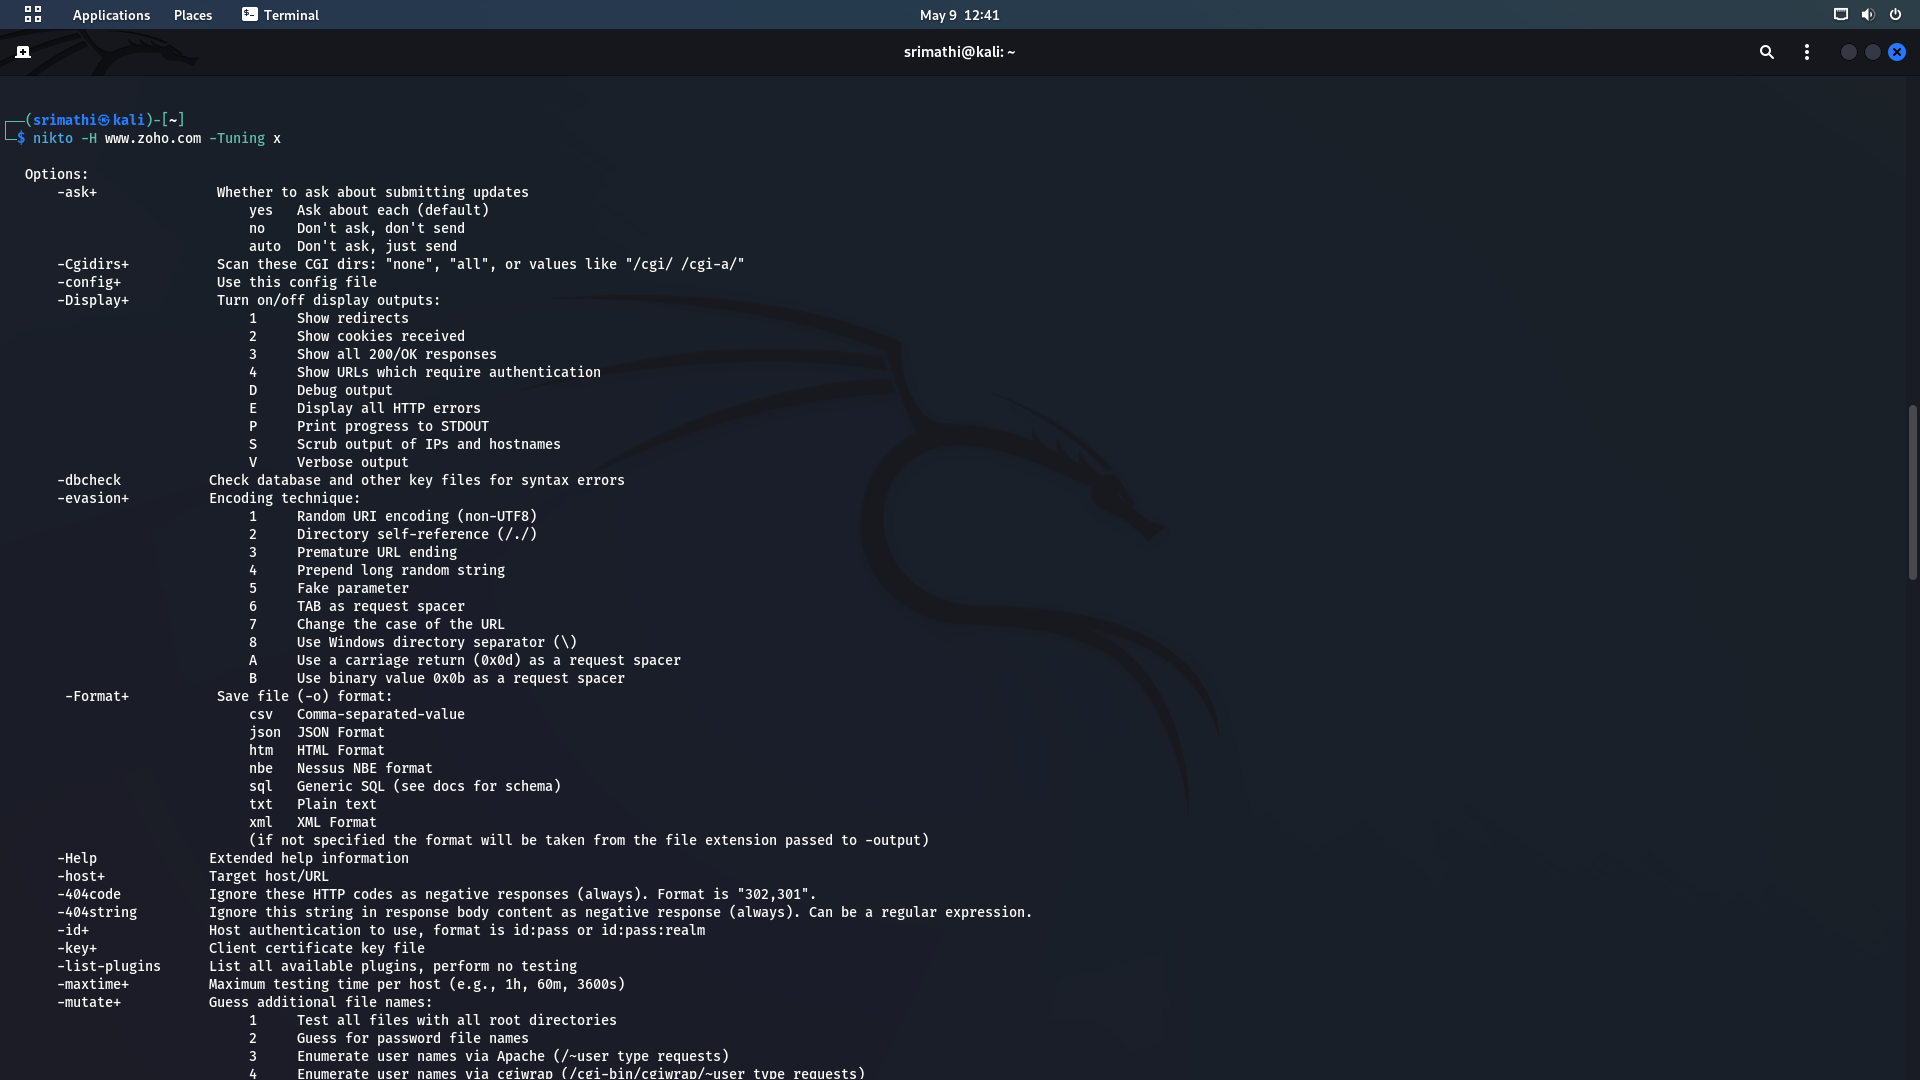 Applications Places Terminal May 9 12:41
srimathi@kali: ~
(srimathi㉿kali)-[~]
$ nikto -H www.zoho.com -Tuning x
Options:
-ask+ Whether to ask about submitting updates
yes Ask about each (default)
no Don't ask, don't send
auto Don't ask, just send
-Cgidirs+ Scan these CGI dirs: "none", "all", or values like "/cgi/ /cgi-a/"
-config+ Use this config file
-Display+ Turn on/off display outputs:
1 Show redirects
2 Show cookies received
3 Show all 200/OK responses
4 Show URLs which require authentication
D Debug output
E Display all HTTP errors
P Print progress to STDOUT
S Scrub output of IPs and hostnames
V Verbose output
-dbcheck Check database and other key files for syntax errors
-evasion+ Encoding technique:
1 Random URI encoding (non-UTF8)
2 Directory self-reference (/./)
3 Premature URL ending
4 Prepend long random string
5 Fake parameter
6 TAB as request spacer
7 Change the case of the URL
8 Use Windows directory separator (\)
A Use a carriage return (0x0d) as a request spacer
B Use binary value 0x0b as a request spacer
-Format+ Save file (-o) format:
csv Comma-separated-value
json JSON Format
htm HTML Format
nbe Nessus NBE format
sql Generic SQL (see docs for schema)
txt Plain text
xml XML Format
(if not specified the format will be taken from the file extension passed to -output)
-Help Extended help information
-host+ Target host/URL
-404code Ignore these HTTP codes as negative responses (always). Format is "302,301".
-404string Ignore this string in response body content as negative response (always). Can be a regular expression.
-id+ Host authentication to use, format is id:pass or id:pass:realm
-key+ Client certificate key file
-list-plugins List all available plugins, perform no testing
-maxtime+ Maximum testing time per host (e.g., 1h, 60m, 3600s)
-mutate+ Guess additional file names:
1 Test all files with all root directories
2 Guess for password file names
3 Enumerate user names via Apache (/~user type requests)
4 Enumerate user names via cgiwrap (/cgi-bin/cgiwrap/~user type requests)